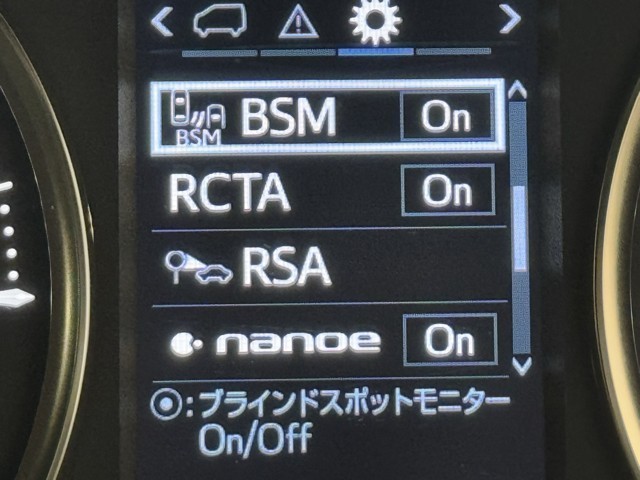 BSM BSM On
RCTA On
RSA
nanoe On
:ブラインドスポットモニター
On/Off